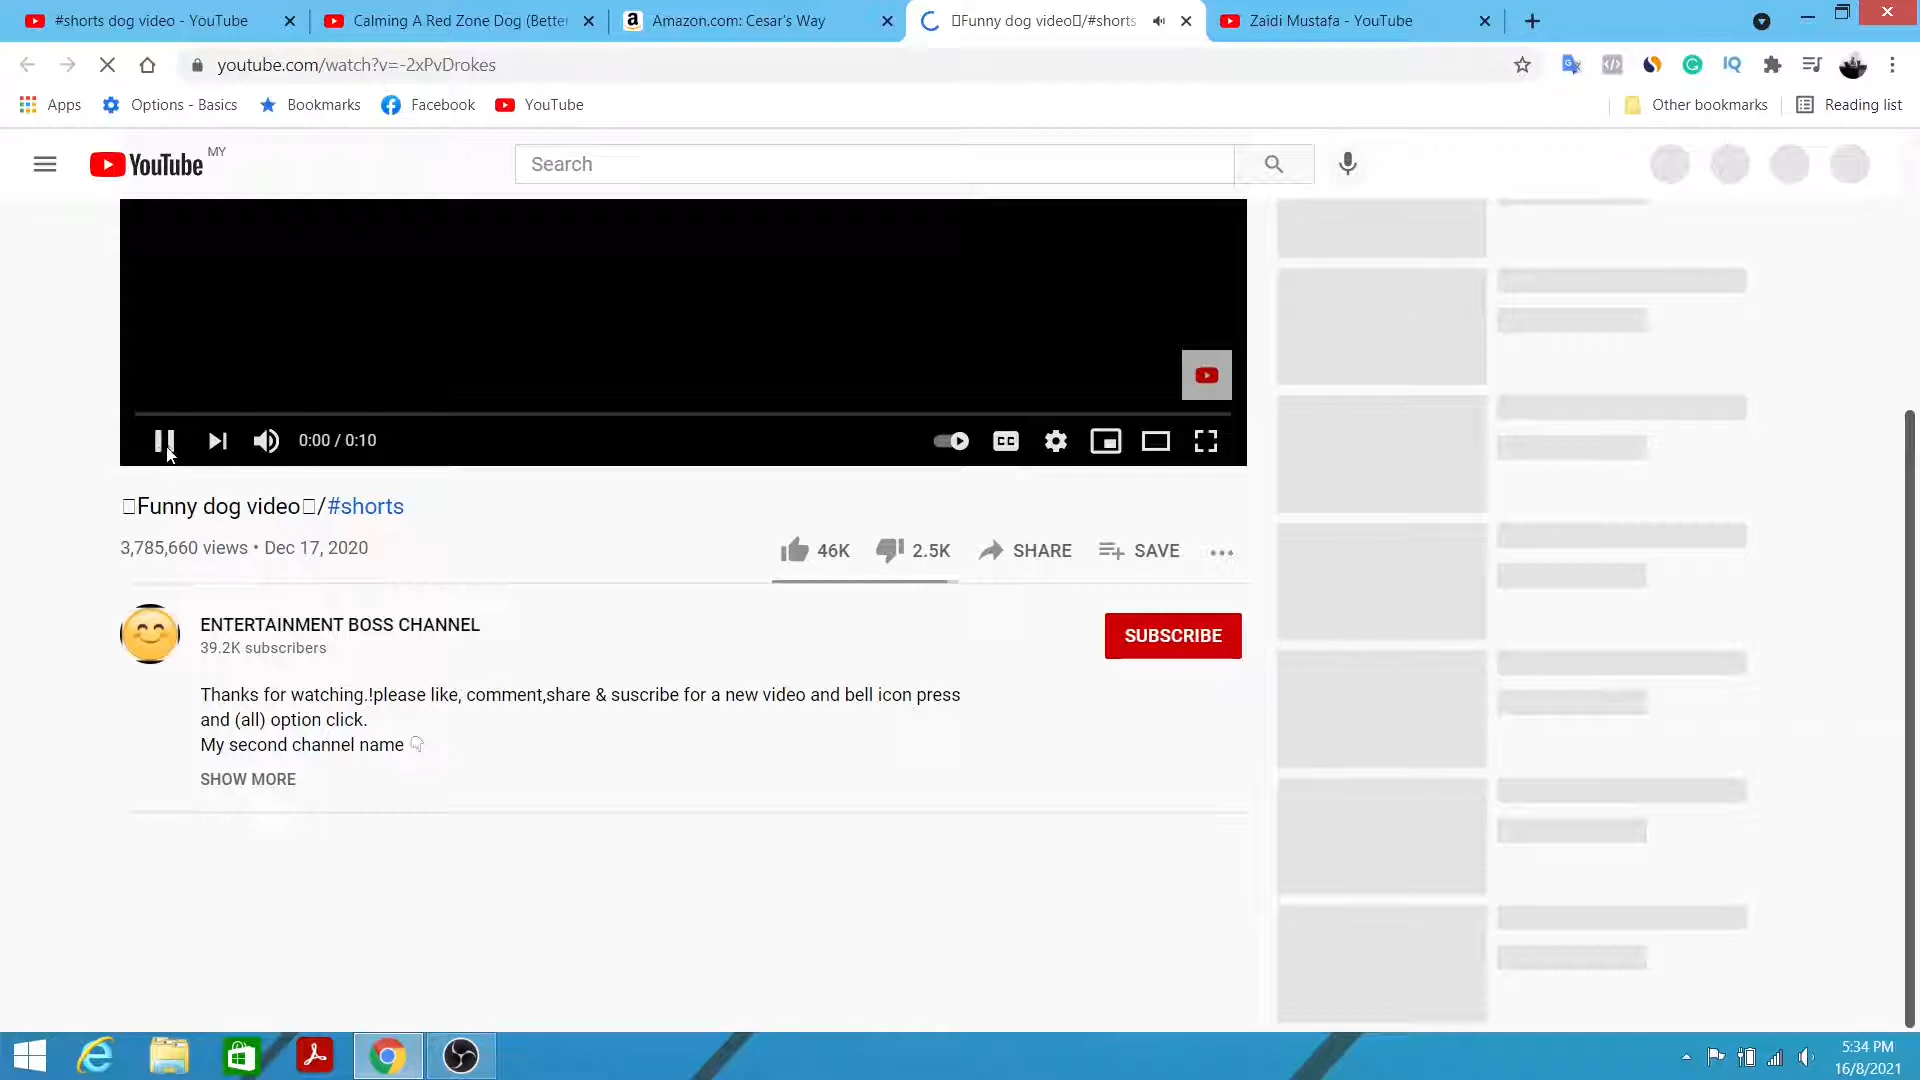 #shorts dog video - YouTube
Calming A Red Zone Dog (Better
Amazon.com: Cesar's Way
Funny dog video/#shorts
Zaidi Mustafa - YouTube
youtube.com/watch?v=-2xPvDrokes
Apps
Options - Basics
Bookmarks
Facebook
YouTube
Other bookmarks
Reading list
YouTube MY
Search
0:00 / 0:10
CC
Funny dog video/#shorts
3,785,660 views • Dec 17, 2020
46K
2.5K
SHARE
SAVE
ENTERTAINMENT BOSS CHANNEL
39.2K subscribers
SUBSCRIBE
Thanks for watching.!please like, comment,share & suscribe for a new video and bell icon press
and (all) option click.
My second channel name 👇
SHOW MORE
5:34 PM
16/8/2021